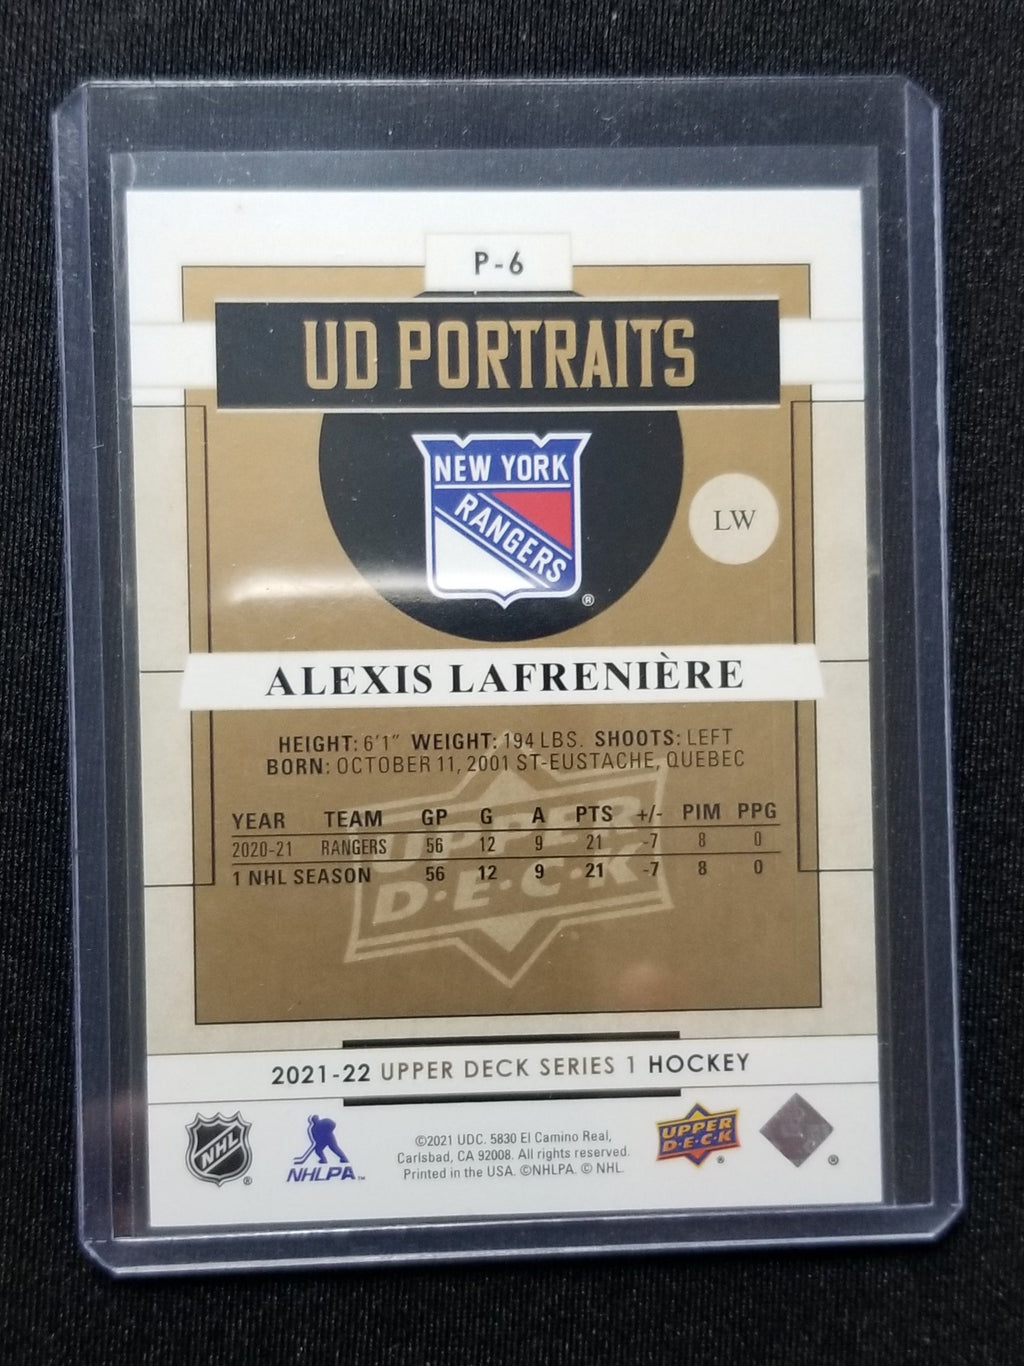 P-6
UD PORTRAITS
NEW YORK
RANGERS
®
LW
ALEXIS LAFRENIÈRE
HEIGHT: 6'1" WEIGHT: 194 LBS. SHOOTS: LEFT
BORN: OCTOBER 11, 2001 ST-EUSTACHE, QUEBEC
YEAR TEAM GP G A PTS +/- PIM PPG
2020-21 RANGERS 56 12 9 21 -7 8 0
1 NHL SEASON 56 12 9 21 -7 8 0
UPPER
D·E·C·K
2021-22 UPPER DECK SERIES 1 HOCKEY
NHL ®
NHLPA ™
©2021 UDC. 5830 El Camino Real,
Carlsbad, CA 92008. All rights reserved.
Printed in the USA. ©NHLPA. © NHL.
UPPER
D·E·C·K ®
®